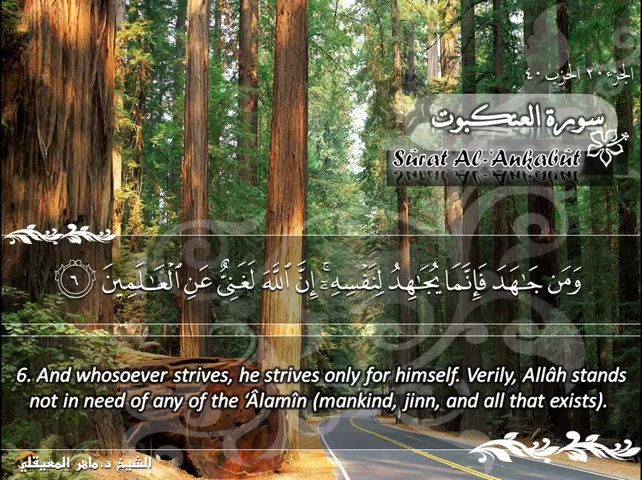 الجزء ٢٠ الحزب ٤٠
سورة العنكبوت
Sûrat Al-'Ankabût
وَمَن جَـٰهَدَ فَإِنَّمَا يُجَـٰهِدُ لِنَفْسِهِۦٓ ۚ إِنَّ ٱللَّهَ لَغَنِىٌّ عَنِ ٱلْعَـٰلَمِينَ ٦
6. And whosoever strives, he strives only for himself. Verily, Allâh stands
not in need of any of the 'Âlamîn (mankind, jinn, and all that exists).
الشيخ د. ماهر المعيقلي